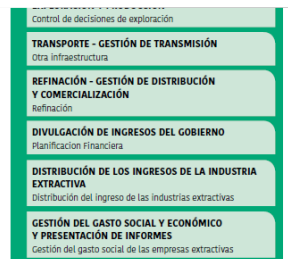 Control de decisiones de exploración
TRANSPORTE - GESTIÓN DE TRANSMISIÓN
Otra infraestructura
REFINACIÓN - GESTIÓN DE DISTRIBUCIÓN
Y COMERCIALIZACIÓN
Refinación
DIVULGACIÓN DE INGRESOS DEL GOBIERNO
Planificacion Financiera
DISTRIBUCIÓN DE LOS INGRESOS DE LA INDUSTRIA
EXTRACTIVA
Distribución del ingreso de las industrias extractivas
GESTIÓN DEL GASTO SOCIAL Y ECONÓMICO
Y PRESENTACIÓN DE INFORMES
Gestión del gasto social de las empresas extractivas